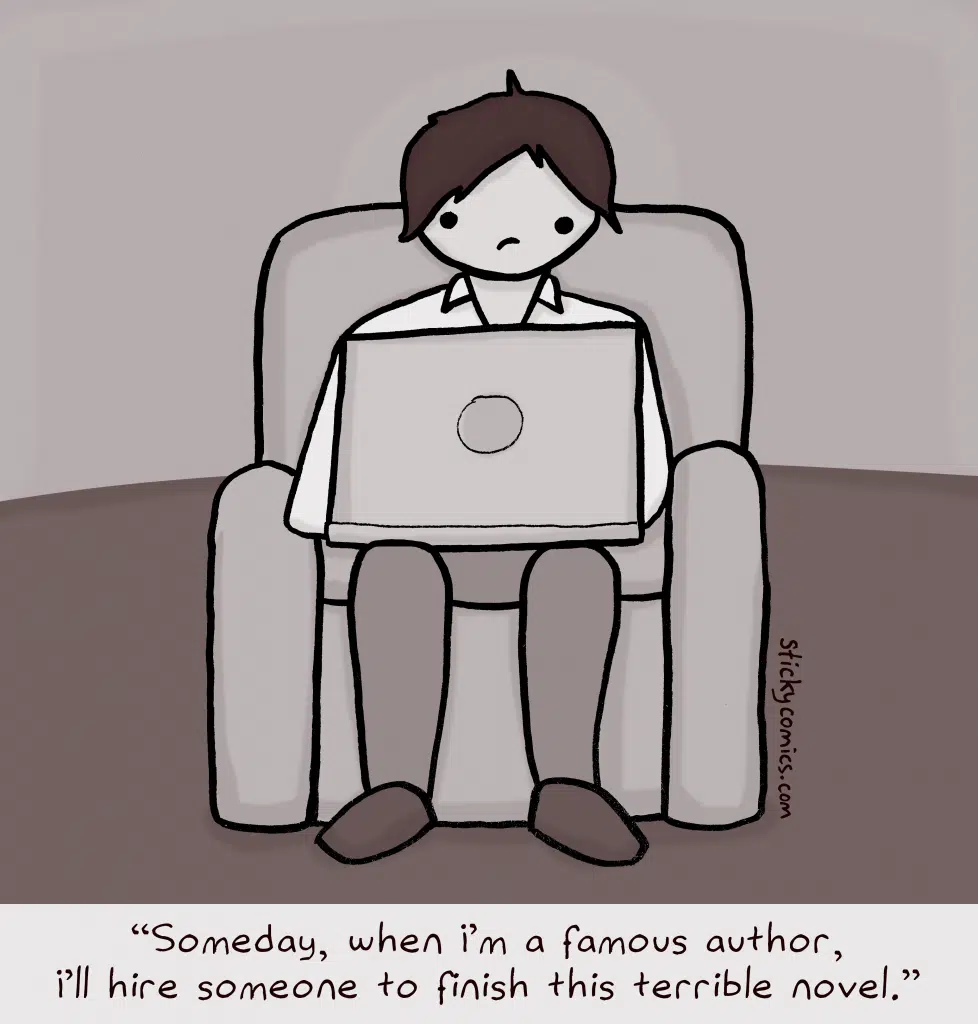 stickycomics.com
“Someday, when i’m a famous author,
i’ll hire someone to finish this terrible novel.”